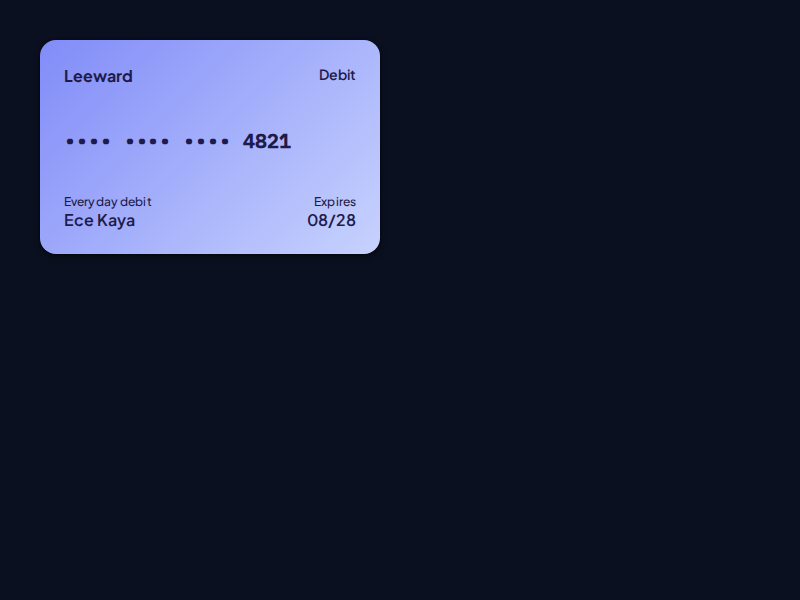 Leeward Debit
•••• •••• •••• 4821
Everyday debit Expires
Ece Kaya 08/28